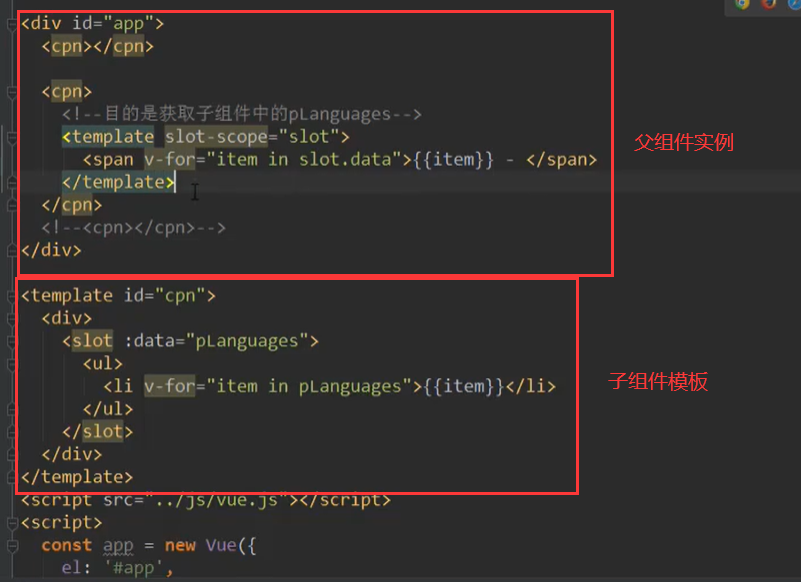 <div id="app">
<cpn></cpn>
<cpn>
<!--目的是获取子组件中的pLanguages-->
<template slot-scope="slot">
<span v-for="item in slot.data">{{item}} - </span>
</template>
</cpn>
<!--<cpn></cpn>-->
</div>
父组件实例
<template id="cpn">
<div>
<slot :data="pLanguages">
<ul>
<li v-for="item in pLanguages">{{item}}</li>
</ul>
</slot>
</div>
</template>
子组件模板
<script src="../js/vue.js"></script>
<script>
const app = new Vue({
el: '#app',